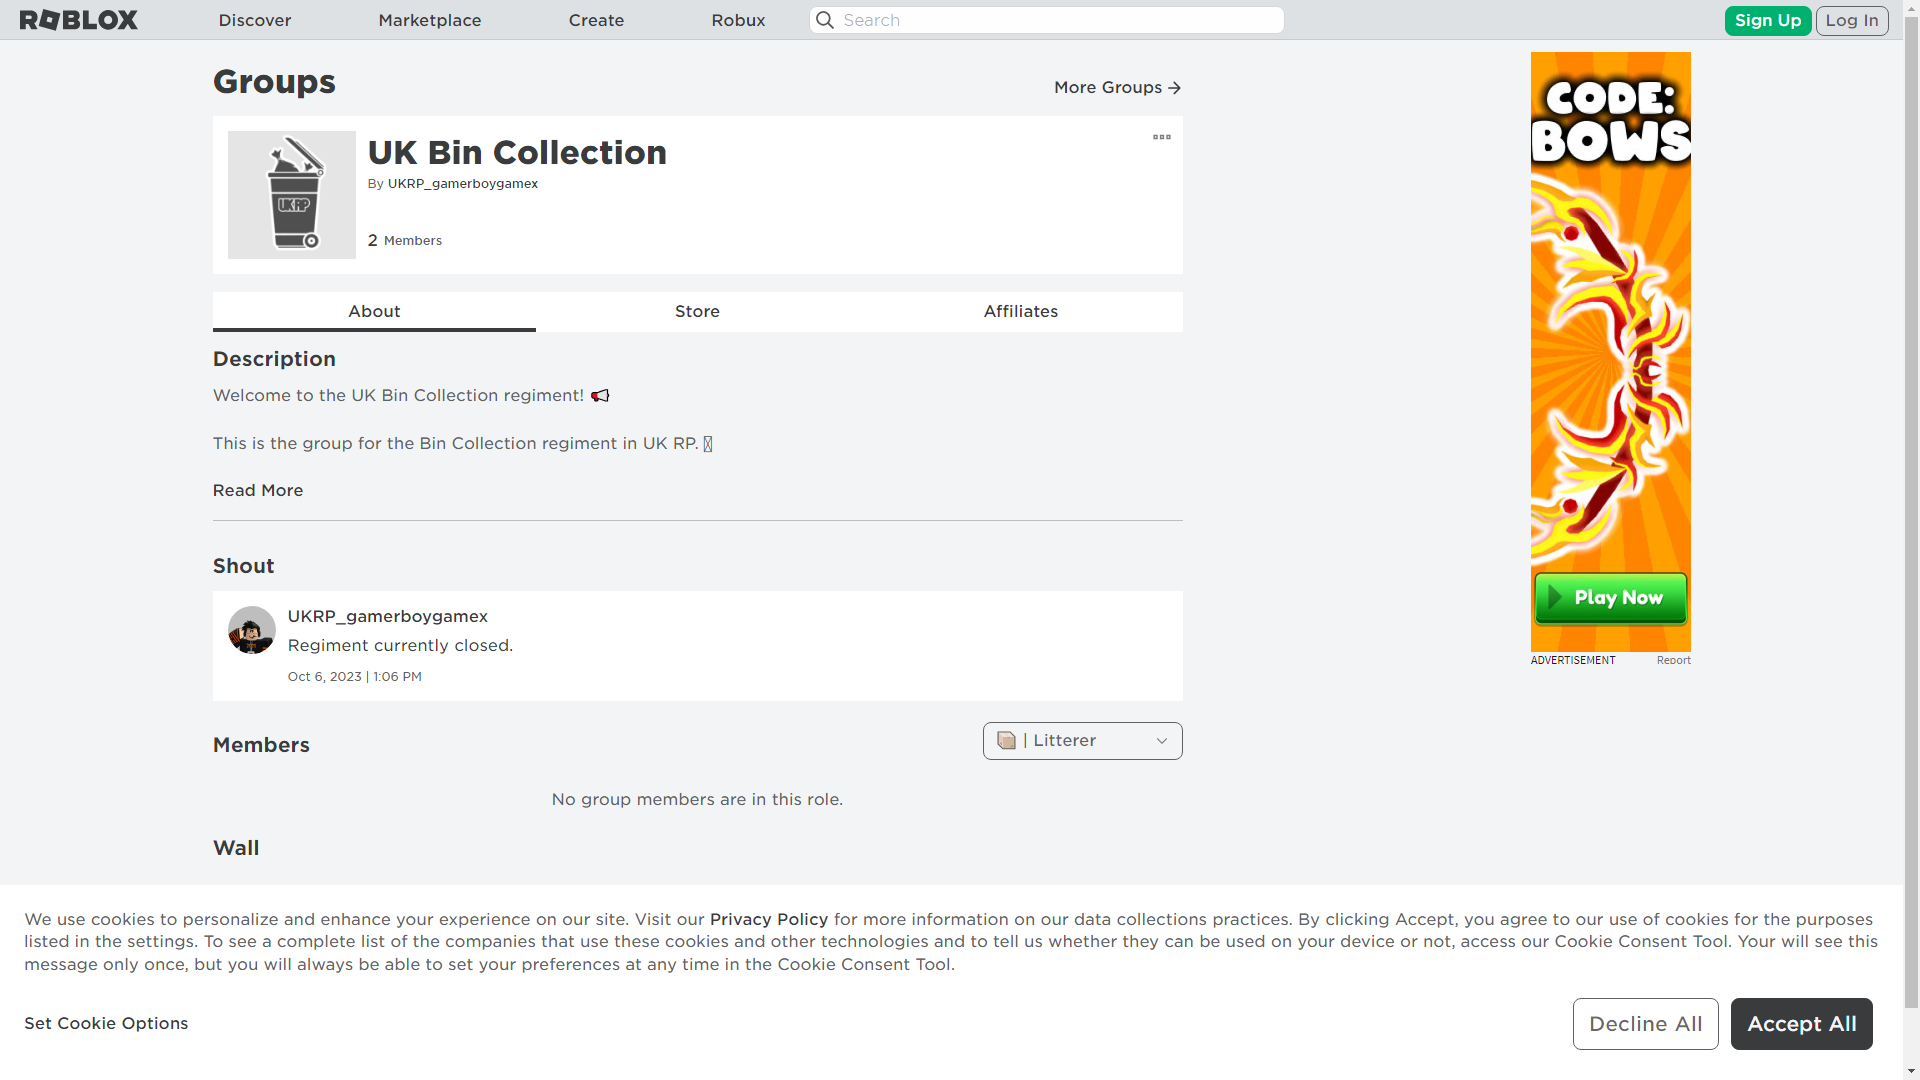 ROBLOX Discover Marketplace Create Robux Search Sign Up Log In
Groups
More Groups
UKRP
UK Bin Collection
By UKRP_gamerboygamex
2 Members
About Store Affiliates
Description
Welcome to the UK Bin Collection regiment! 📢
This is the group for the Bin Collection regiment in UK RP.
Read More
Shout
UKRP_gamerboygamex
Regiment currently closed.
Oct 6, 2023 | 1:06 PM
Members
📦 | Litterer
No group members are in this role.
Wall
CODE:
BOWS
Play Now
ADVERTISEMENT Report
We use cookies to personalize and enhance your experience on our site. Visit our Privacy Policy for more information on our data collections practices. By clicking Accept, you agree to our use of cookies for the purposes
listed in the settings. To see a complete list of the companies that use these cookies and other technologies and to tell us whether they can be used on your device or not, access our Cookie Consent Tool. Your will see this
message only once, but you will always be able to set your preferences at any time in the Cookie Consent Tool.
Set Cookie Options
Decline All
Accept All